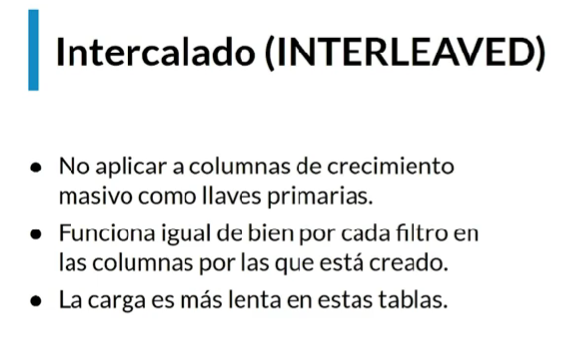 Intercalado (INTERLEAVED)
● No aplicar a columnas de crecimiento
masivo como llaves primarias.
● Funciona igual de bien por cada filtro en
las columnas por las que está creado.
● La carga es más lenta en estas tablas.